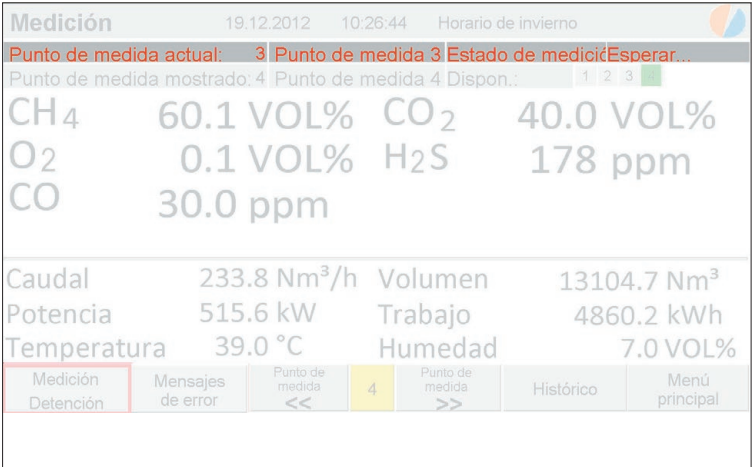 Medición 19.12.2012 10:26:44 Horario de invierno
Punto de medida actual: 3 Punto de medida 3 Estado de medició Esperar...
Punto de medida mostrado: 4 Punto de medida 4 Dispon.: 1 2 3
CH4 60.1 VOL% CO2 40.0 VOL%
O2 0.1 VOL% H2S 178 ppm
CO 30.0 ppm
Caudal 233.8 Nm³/h Volumen 13104.7 Nm³
Potencia 515.6 kW Trabajo 4860.2 kWh
Temperatura 39.0 °C Humedad 7.0 VOL%
Medición
Detención
Mensajes
de error
Punto de
medida
<<
4
Punto de
medida
>>
Histórico
Menú
principal